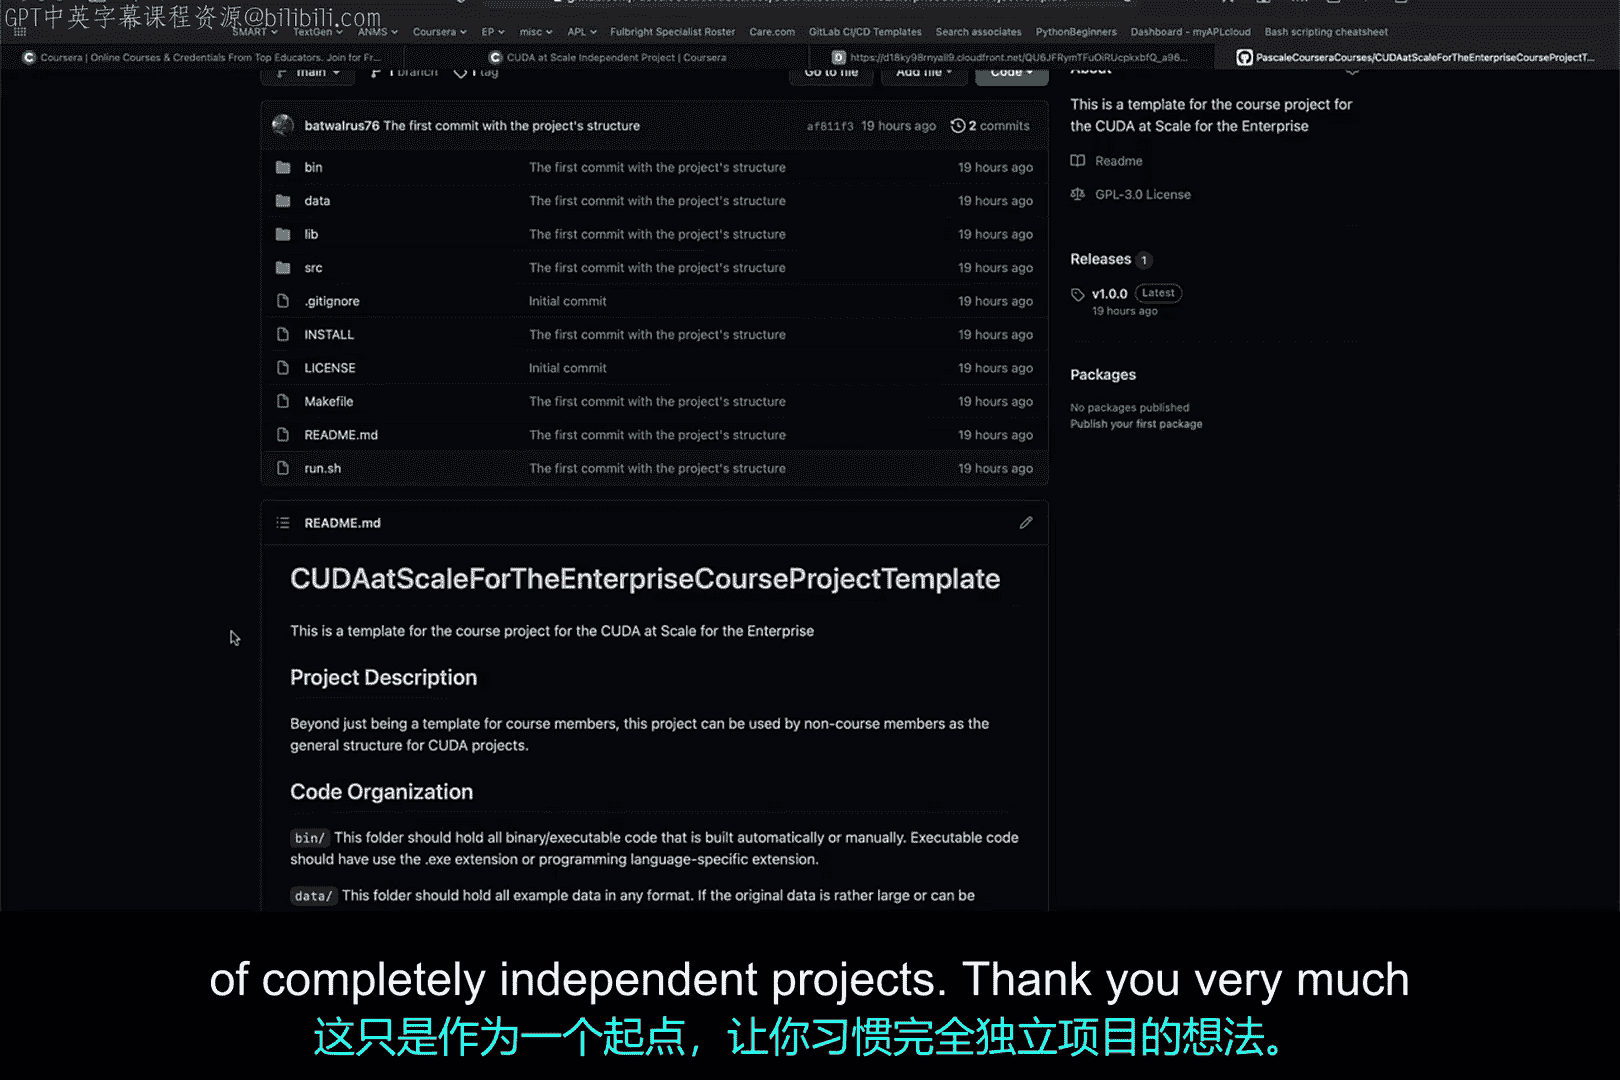 GPT中英字幕课程资源@bilibili.com
SMART TextGen ANMS Coursera EP misc APL Fulbright Specialist Roster Care.com GitLab CI/CD Templates Search associates PythonBeginners Dashboard - myAPLcloud Bash scripting cheatsheet
Coursera | Online Courses & Credentials From Top Educators. Join for Fr... CUDA at Scale Independent Project | Coursera https://d18ky98rnyall9.cloudfront.net/QU6JFRymTFuOiRUcpkxbfQ_a96... PascaleCourseraCourses/CUDAatScaleForTheEnterpriseCourseProjectT...
main 1 branch 1 tag Go to file Add file Code About
This is a template for the course project for
the CUDA at Scale for the Enterprise
batwalrus76 The first commit with the project's structure af811f3 19 hours ago 2 commits
Readme
GPL-3.0 License
bin The first commit with the project's structure 19 hours ago
data The first commit with the project's structure 19 hours ago
lib The first commit with the project's structure 19 hours ago
src The first commit with the project's structure 19 hours ago
.gitignore Initial commit 19 hours ago
INSTALL The first commit with the project's structure 19 hours ago
LICENSE Initial commit 19 hours ago
Makefile The first commit with the project's structure 19 hours ago
README.md The first commit with the project's structure 19 hours ago
run.sh The first commit with the project's structure 19 hours ago
Releases 1
v1.0.0 Latest
19 hours ago
Packages
No packages published
Publish your first package
README.md
CUDAatScaleForTheEnterpriseCourseProjectTemplate
This is a template for the course project for the CUDA at Scale for the Enterprise
Project Description
Beyond just being a template for course members, this project can be used by non-course members as the
general structure for CUDA projects.
Code Organization
bin/ This folder should hold all binary/executable code that is built automatically or manually. Executable code
should have use the .exe extension or programming language-specific extension.
data/ This folder should hold all example data in any format. If the original data is rather large or can be
of completely independent projects. Thank you very much
这只是作为一个起点，让你习惯完全独立项目的想法。